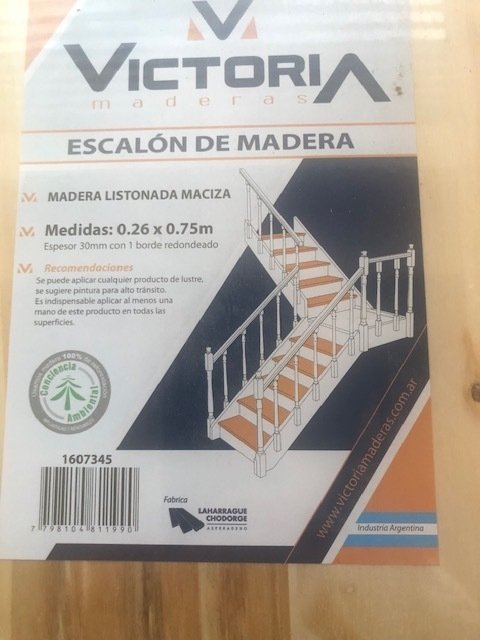 VICTORIA
maderas
ESCALÓN DE MADERA
MADERA LISTONADA MACIZA
Medidas: 0.26 x 0.75m
Espesor 30mm con 1 borde redondeado
Recomendaciones
Se puede aplicar cualquier producto de lustre,
se sugiere pintura para alto tránsito.
Es indispensable aplicar al menos una
mano de este producto en todas las
superficies.
100%
Conciencia
Ambiental
1607345
7 798104 811990
Fabrica
LAHARRAGUE
CHODORGE
ASERRADERO
www.victoriamaderas.com.ar
Industria Argentina